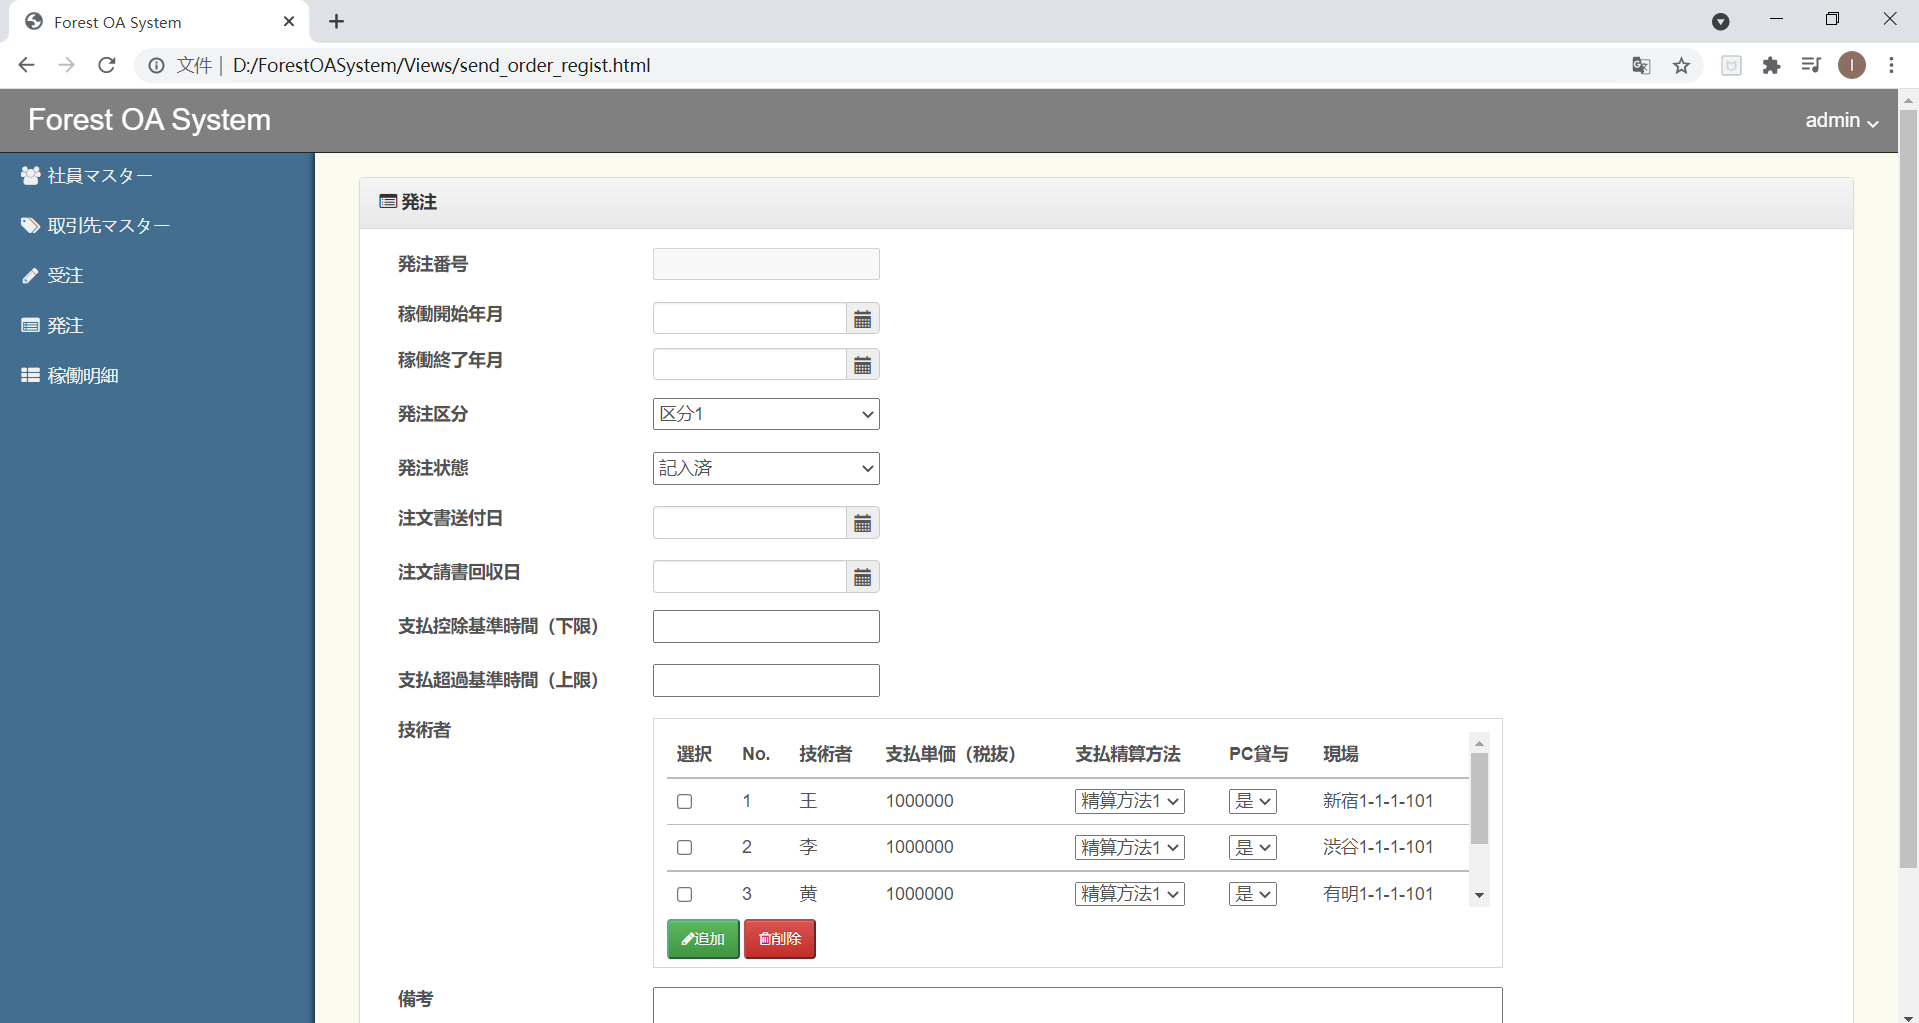 Forest OA System
文件 | D:/ForestOASystem/Views/send_order_regist.html
I
Forest OA System
admin
社員マスター
取引先マスター
受注
発注
稼働明細
発注
発注番号
稼働開始年月
稼働終了年月
発注区分 区分1
発注状態 記入済
注文書送付日
注文請書回収日
支払控除基準時間（下限）
支払超過基準時間（上限）
技術者
選択 No. 技術者 支払単価（税抜） 支払精算方法 PC貸与 現場
1 王 1000000 精算方法1 是 新宿1-1-1-101
2 李 1000000 精算方法1 是 渋谷1-1-1-101
3 黄 1000000 精算方法1 是 有明1-1-1-101
追加 削除
備考